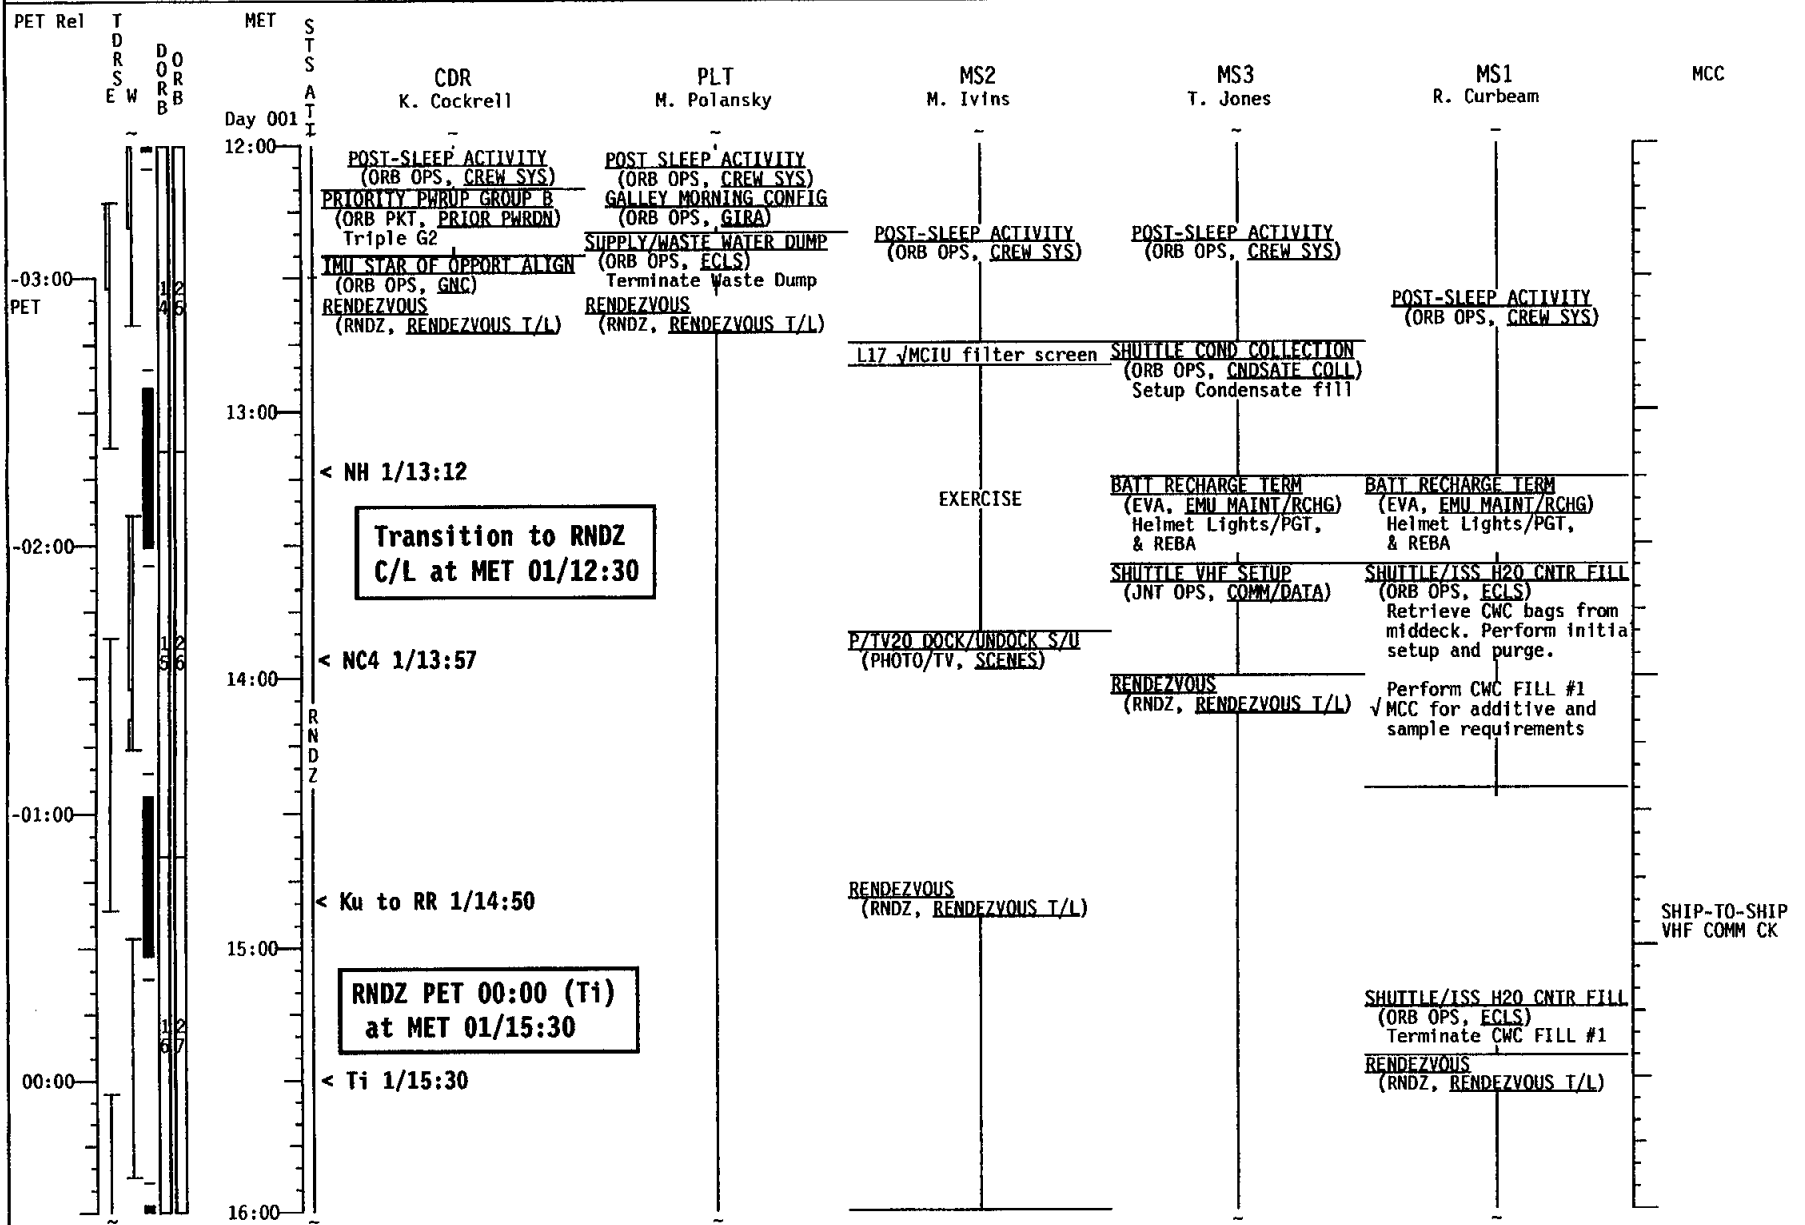 PET Rel
TDRS
E W
DORB
ORB
MET
STS ATT
CDR
K. Cockrell
PLT
M. Polansky
MS2
M. Ivins
MS3
T. Jones
MS1
R. Curbeam
MCC
Day 001
12:00
POST-SLEEP ACTIVITY
(ORB OPS, CREW SYS)
PRIORITY PWRUP GROUP B
(ORB PKT, PRIOR PWRDN)
Triple G2
IMU STAR OF OPPORT ALIGN
(ORB OPS, GNC)
RENDEZVOUS
(RNDZ, RENDEZVOUS T/L)
POST SLEEP ACTIVITY
(ORB OPS, CREW SYS)
GALLEY MORNING CONFIG
(ORB OPS, GIRA)
SUPPLY/WASTE WATER DUMP
(ORB OPS, ECLS)
Terminate Waste Dump
RENDEZVOUS
(RNDZ, RENDEZVOUS T/L)
POST-SLEEP ACTIVITY
(ORB OPS, CREW SYS)
POST-SLEEP ACTIVITY
(ORB OPS, CREW SYS)
POST-SLEEP ACTIVITY
(ORB OPS, CREW SYS)
-03:00
PET
14
25
L17 √MCIU filter screen
SHUTTLE COND COLLECTION
(ORB OPS, CNDSATE COLL)
Setup Condensate fill
13:00
< NH 1/13:12
EXERCISE
BATT RECHARGE TERM
(EVA, EMU MAINT/RCHG)
Helmet Lights/PGT,
& REBA
BATT RECHARGE TERM
(EVA, EMU MAINT/RCHG)
Helmet Lights/PGT,
& REBA
Transition to RNDZ
C/L at MET 01/12:30
-02:00
SHUTTLE VHF SETUP
(JNT OPS, COMM/DATA)
SHUTTLE/ISS H2O CNTR FILL
(ORB OPS, ECLS)
Retrieve CWC bags from
middeck. Perform initia
setup and purge.
Perform CWC FILL #1
√ MCC for additive and
sample requirements
15
26
P/TV20 DOCK/UNDOCK S/U
(PHOTO/TV, SCENES)
< NC4 1/13:57
14:00
RENDEZVOUS
(RNDZ, RENDEZVOUS T/L)
RNDZ
-01:00
< Ku to RR 1/14:50
RENDEZVOUS
(RNDZ, RENDEZVOUS T/L)
SHIP-TO-SHIP
VHF COMM CK
15:00
RNDZ PET 00:00 (Ti)
at MET 01/15:30
16
27
SHUTTLE/ISS H2O CNTR FILL
(ORB OPS, ECLS)
Terminate CWC FILL #1
RENDEZVOUS
(RNDZ, RENDEZVOUS T/L)
00:00
< Ti 1/15:30
16:00